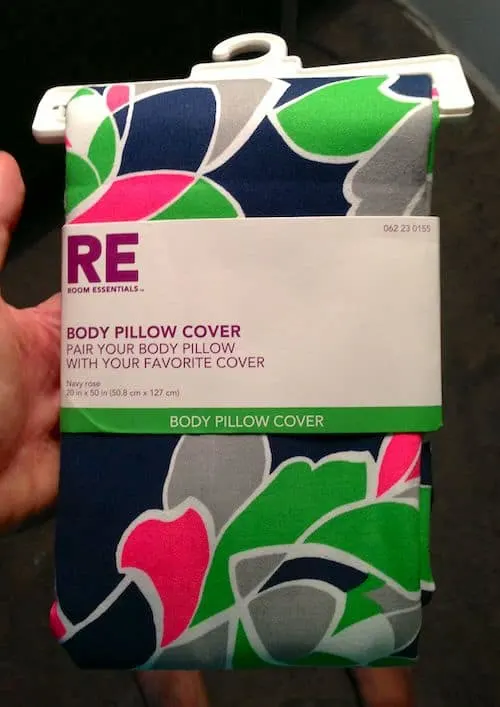 062 23 0155
RE
ROOM ESSENTIALS™
BODY PILLOW COVER
PAIR YOUR BODY PILLOW
WITH YOUR FAVORITE COVER
Navy rose
20 in x 50 in (50.8 cm x 127 cm)
BODY PILLOW COVER